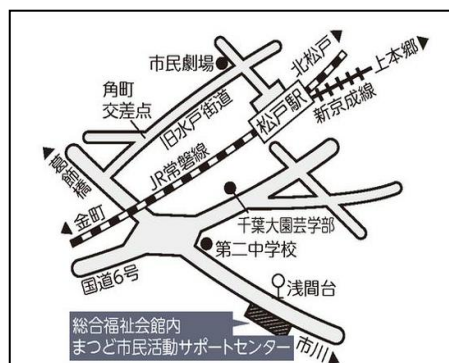 北松戸
上本郷
市民劇場
松戸駅
新京成線
角町
交差点
旧水戸街道
葛飾橋
JR常磐線
金町
千葉大園芸学部
第二中学校
国道6号
浅間台
総合福祉会館内
まつど市民活動サポートセンター
市川